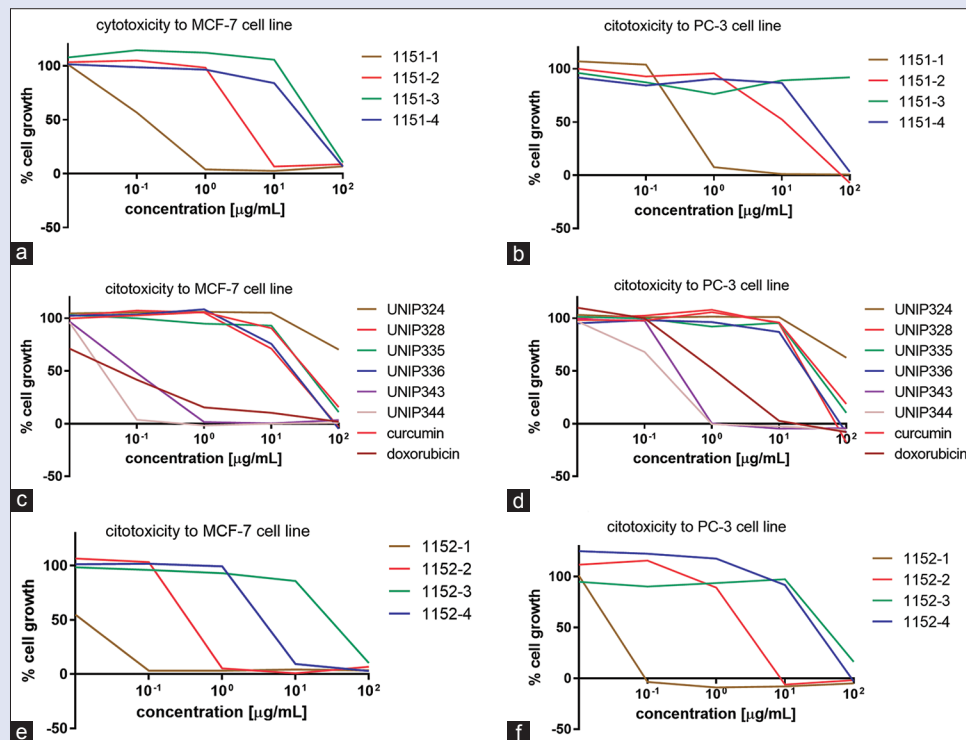 cytotoxicity to MCF-7 cell line
100
50
0
-50
% cell growth
10⁻¹ 10⁰ 10¹ 10²
concentration [µg/mL]
1151-1
1151-2
1151-3
1151-4
a
citotoxicity to PC-3 cell line
100
50
0
-50
% cell growth
10⁻¹ 10⁰ 10¹ 10²
concentration [µg/mL]
1151-1
1151-2
1151-3
1151-4
b
citotoxicity to MCF-7 cell line
100
50
0
-50
% cell growth
10⁻¹ 10⁰ 10¹ 10²
concentration [µg/mL]
UNIP324
UNIP328
UNIP335
UNIP336
UNIP343
UNIP344
curcumin
doxorubicin
c
citotoxicity to PC-3 cell line
100
50
0
-50
% cell growth
10⁻¹ 10⁰ 10¹ 10²
concentration [µg/mL]
UNIP324
UNIP328
UNIP335
UNIP336
UNIP343
UNIP344
curcumin
doxorubicin
d
citotoxicity to MCF-7 cell line
100
50
0
-50
% cell growth
10⁻¹ 10⁰ 10¹ 10²
concentration [µg/mL]
1152-1
1152-2
1152-3
1152-4
e
citotoxicity to PC-3 cell line
100
50
0
-50
% cell growth
10⁻¹ 10⁰ 10¹ 10²
concentration [µg/mL]
1152-1
1152-2
1152-3
1152-4
f